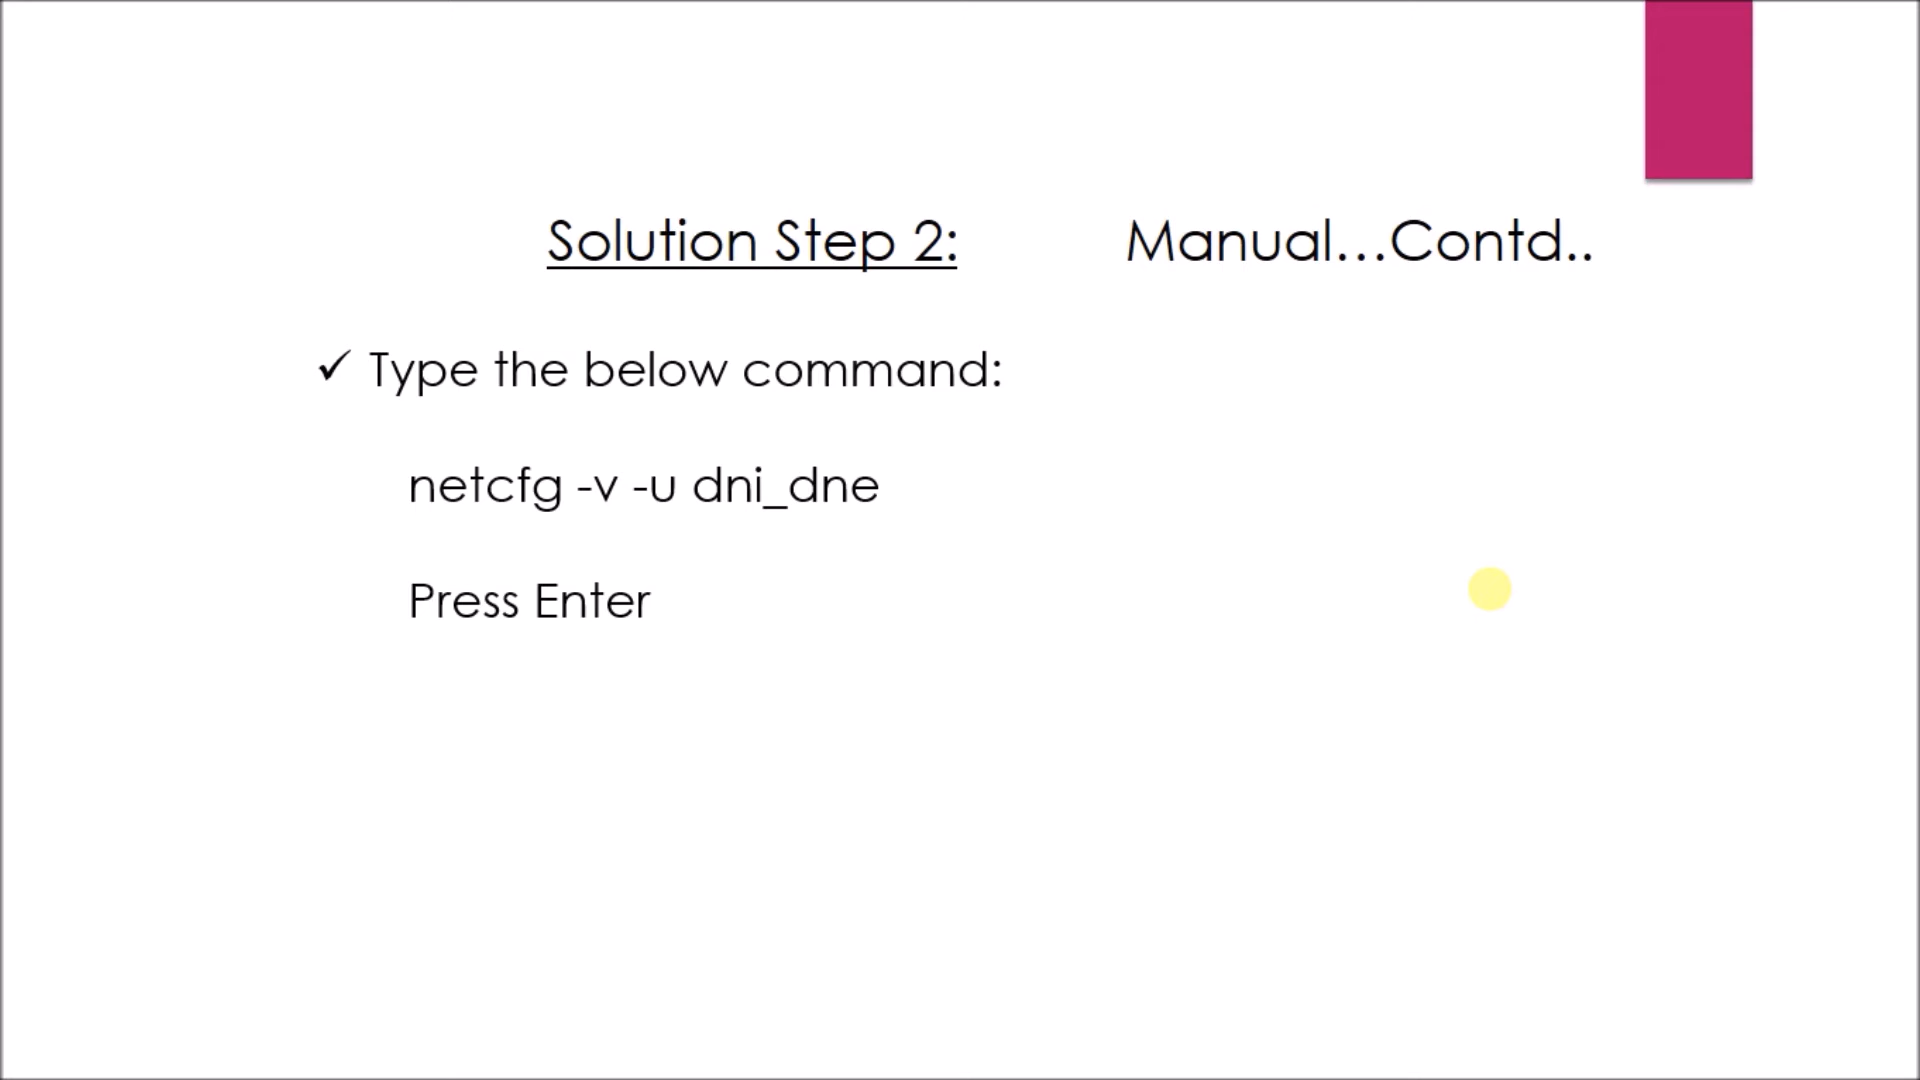 Solution Step 2: Manual...Contd..
✓ Type the below command:
netcfg -v -u dni_dne
Press Enter